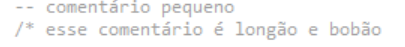 -- comentário pequeno
/* esse comentário é longão e bobão